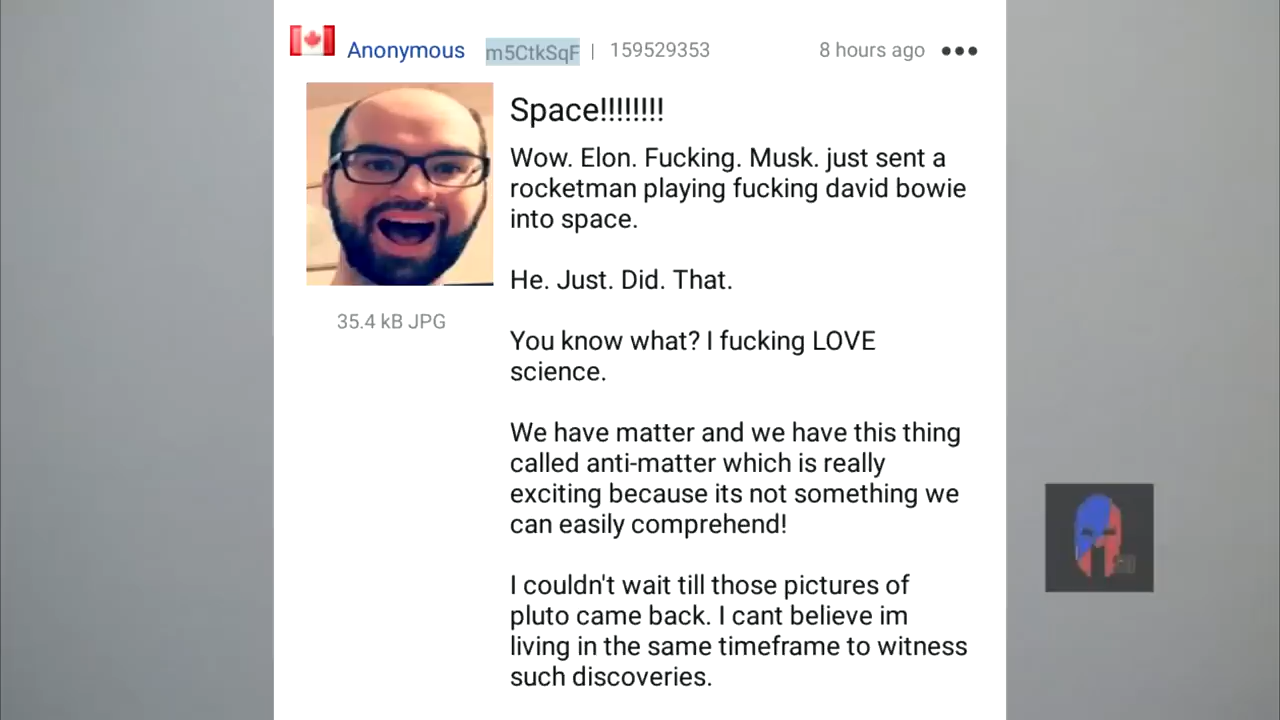 Anonymous m5CtkSqF | 159529353 8 hours ago
Space!!!!!!!!
Wow. Elon. Fucking. Musk. just sent a
rocketman playing fucking david bowie
into space.
He. Just. Did. That.
35.4 kB JPG
You know what? I fucking LOVE
science.
We have matter and we have this thing
called anti-matter which is really
exciting because its not something we
can easily comprehend!
I couldn't wait till those pictures of
pluto came back. I cant believe im
living in the same timeframe to witness
such discoveries.